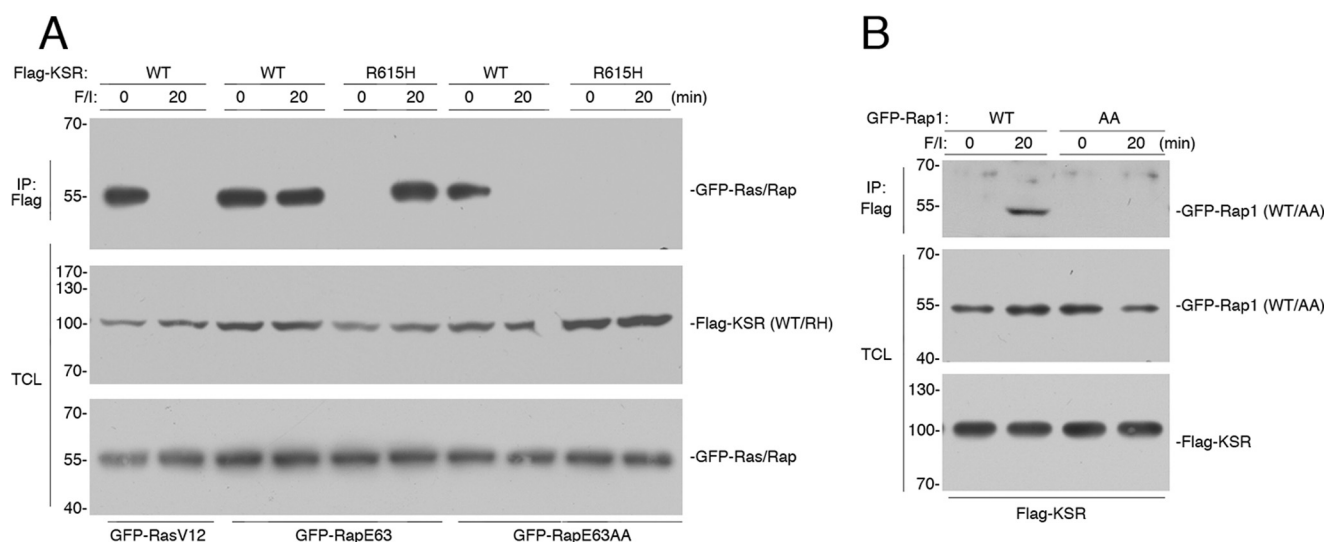 A
Flag-KSR: WT WT R615H WT R615H
F/I: 0 20 0 20 0 20 0 20 0 20 (min)
70-
IP:
Flag
55-
-GFP-Ras/Rap
170-
130-
100-
-Flag-KSR (WT/RH)
70-
TCL
70-
55-
-GFP-Ras/Rap
40-
GFP-RasV12 GFP-RapE63 GFP-RapE63AA
B
GFP-Rap1: WT AA
F/I: 0 20 0 20 (min)
70-
IP:
Flag
55-
-GFP-Rap1 (WT/AA)
70-
55-
-GFP-Rap1 (WT/AA)
TCL
40-
130-
100-
-Flag-KSR
70-
Flag-KSR